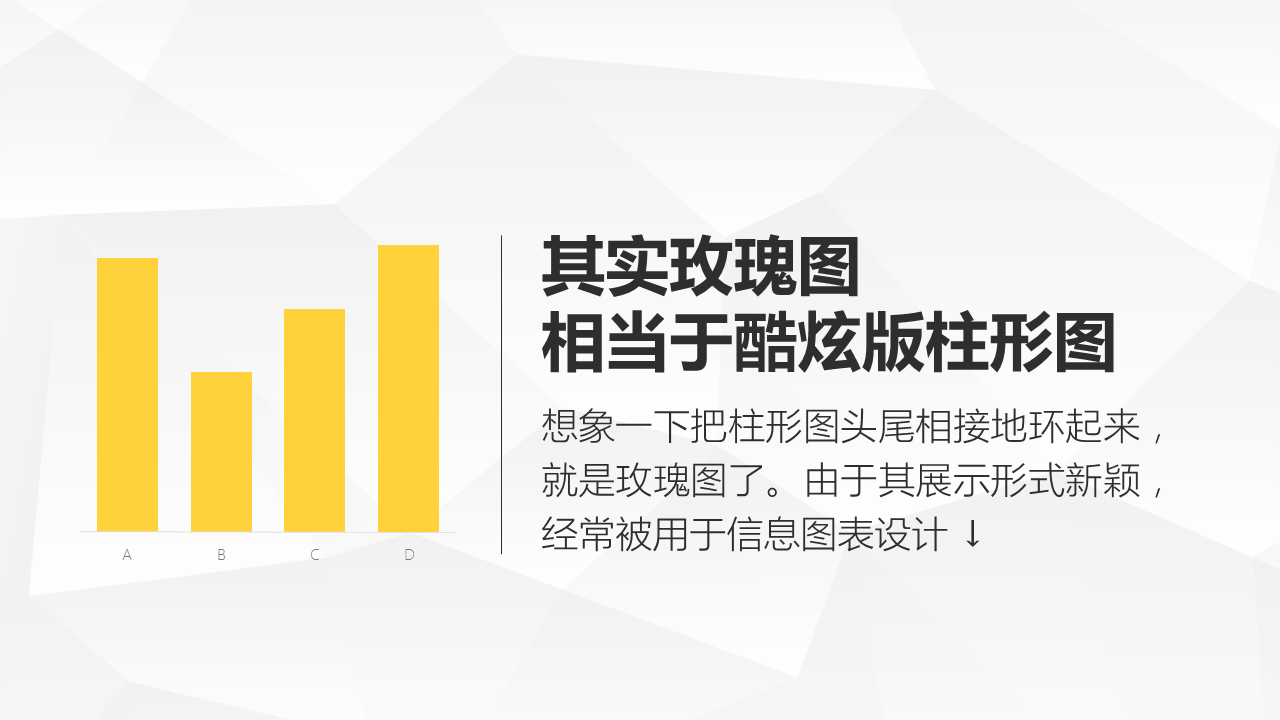 其实玫瑰图
相当于酷炫版柱形图
想象一下把柱形图头尾相接地环起来，
就是玫瑰图了。由于其展示形式新颖，
经常被用于信息图表设计 ↓
A B C D